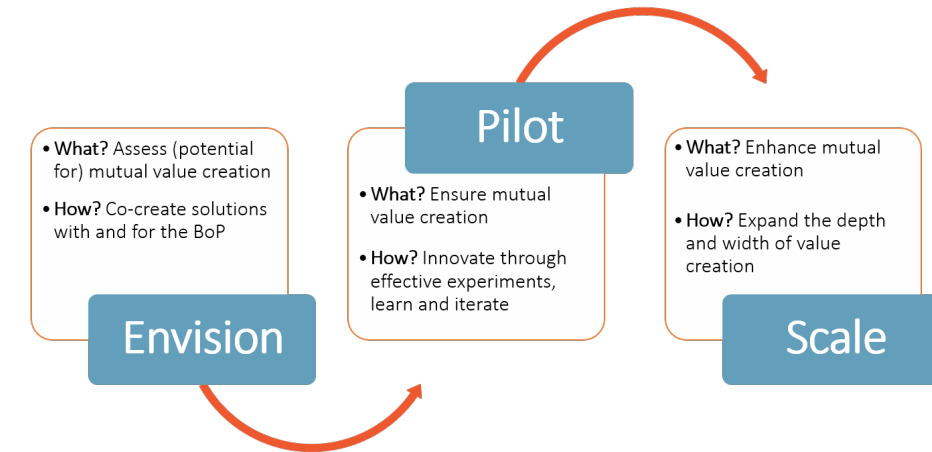 • What? Assess (potential
for) mutual value creation
• How? Co-create solutions
with and for the BoP
Envision
Pilot
• What? Ensure mutual
value creation
• How? Innovate through
effective experiments,
learn and iterate
• What? Enhance mutual
value creation
• How? Expand the depth
and width of value
creation
Scale